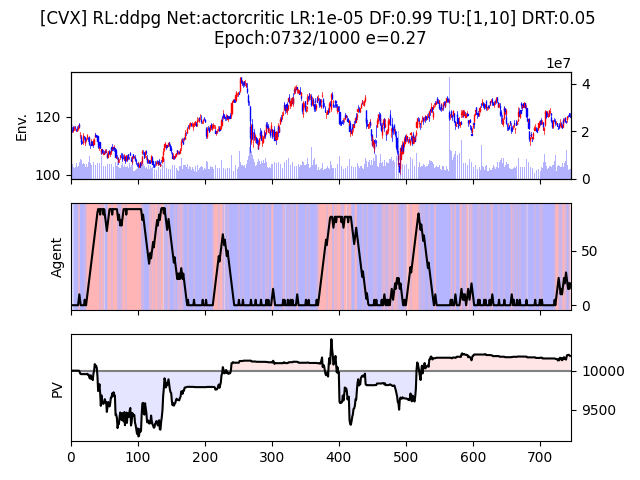 [CVX] RL:ddpg Net:actorcritic LR:1e-05 DF:0.99 TU:[1,10] DRT:0.05
Epoch:0732/1000 e=0.27
1e7
Env.
120
100
4
2
0
Agent
50
0
PV
10000
9500
0 100 200 300 400 500 600 700